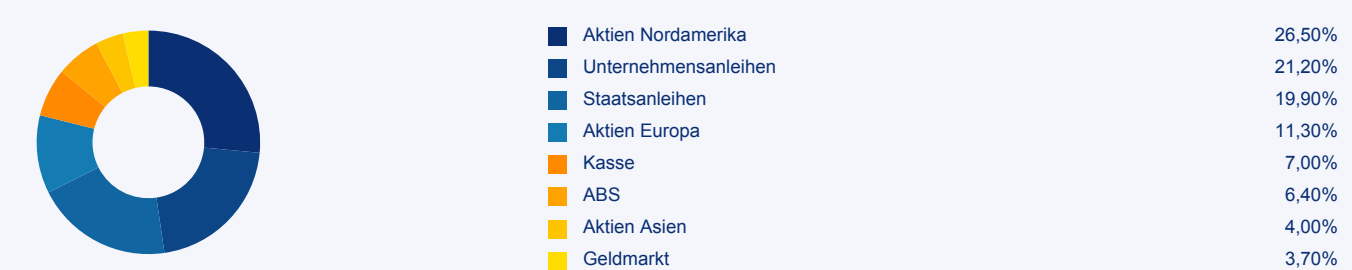 Aktien Nordamerika 26,50%
Unternehmensanleihen 21,20%
Staatsanleihen 19,90%
Aktien Europa 11,30%
Kasse 7,00%
ABS 6,40%
Aktien Asien 4,00%
Geldmarkt 3,70%